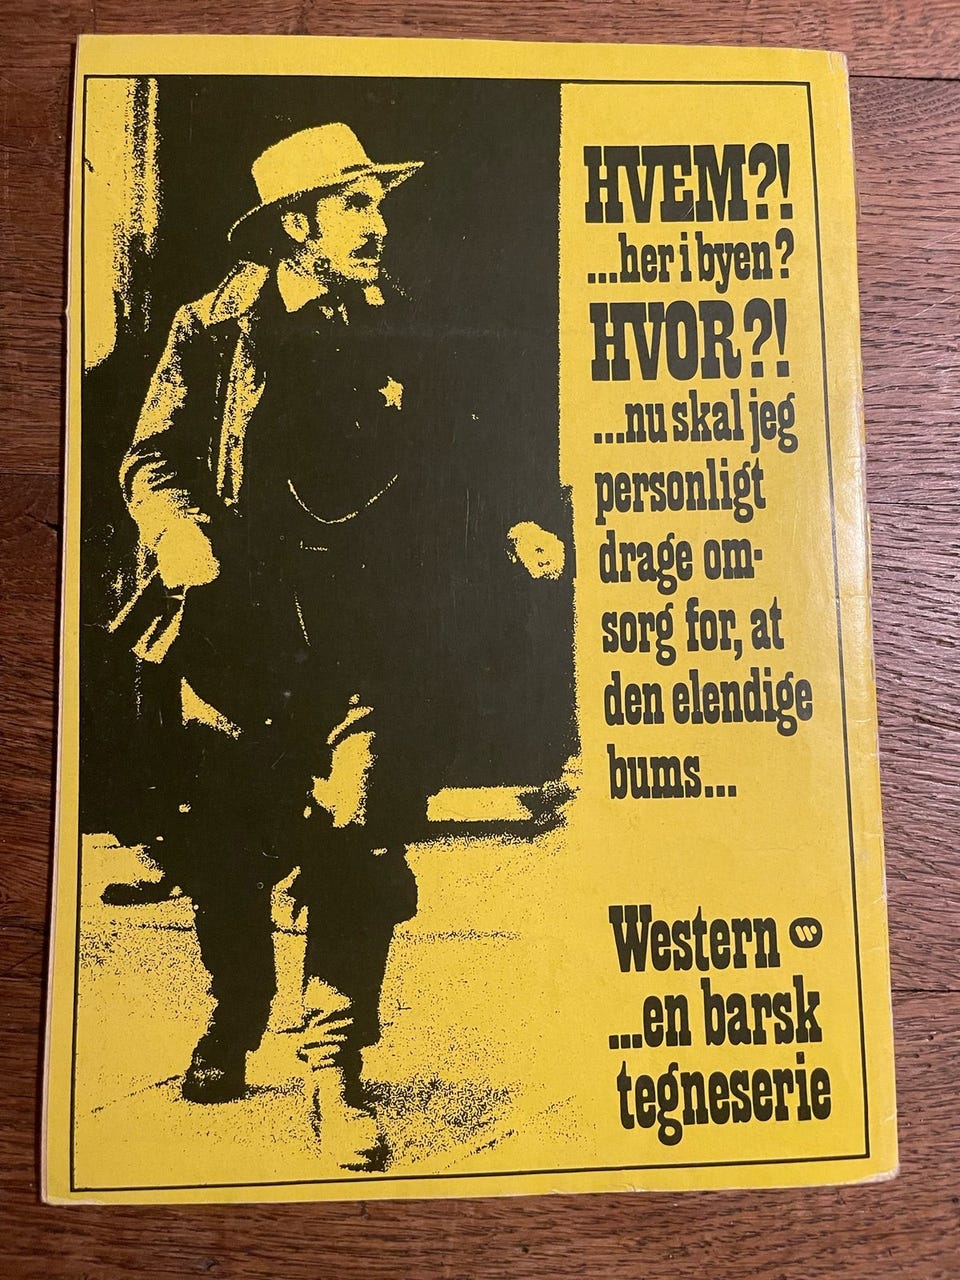 HVEM?!
...her i byen?
HVOR?!
...nu skal jeg
personligt
drage om-
sorg for, at
den elendige
bums...
Western
...en barsk
tegneserie